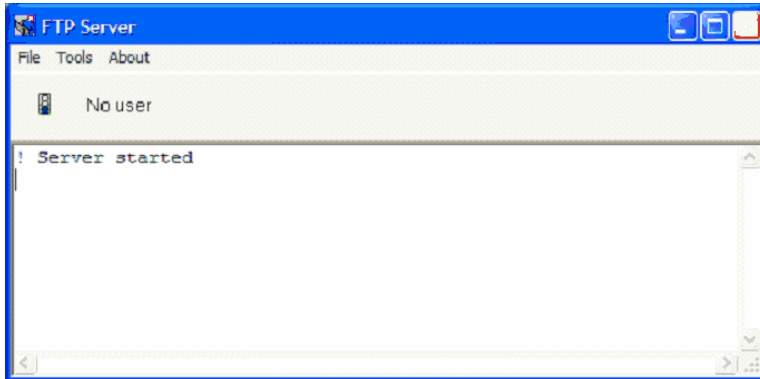 FTP Server
File Tools About
No user
! Server started